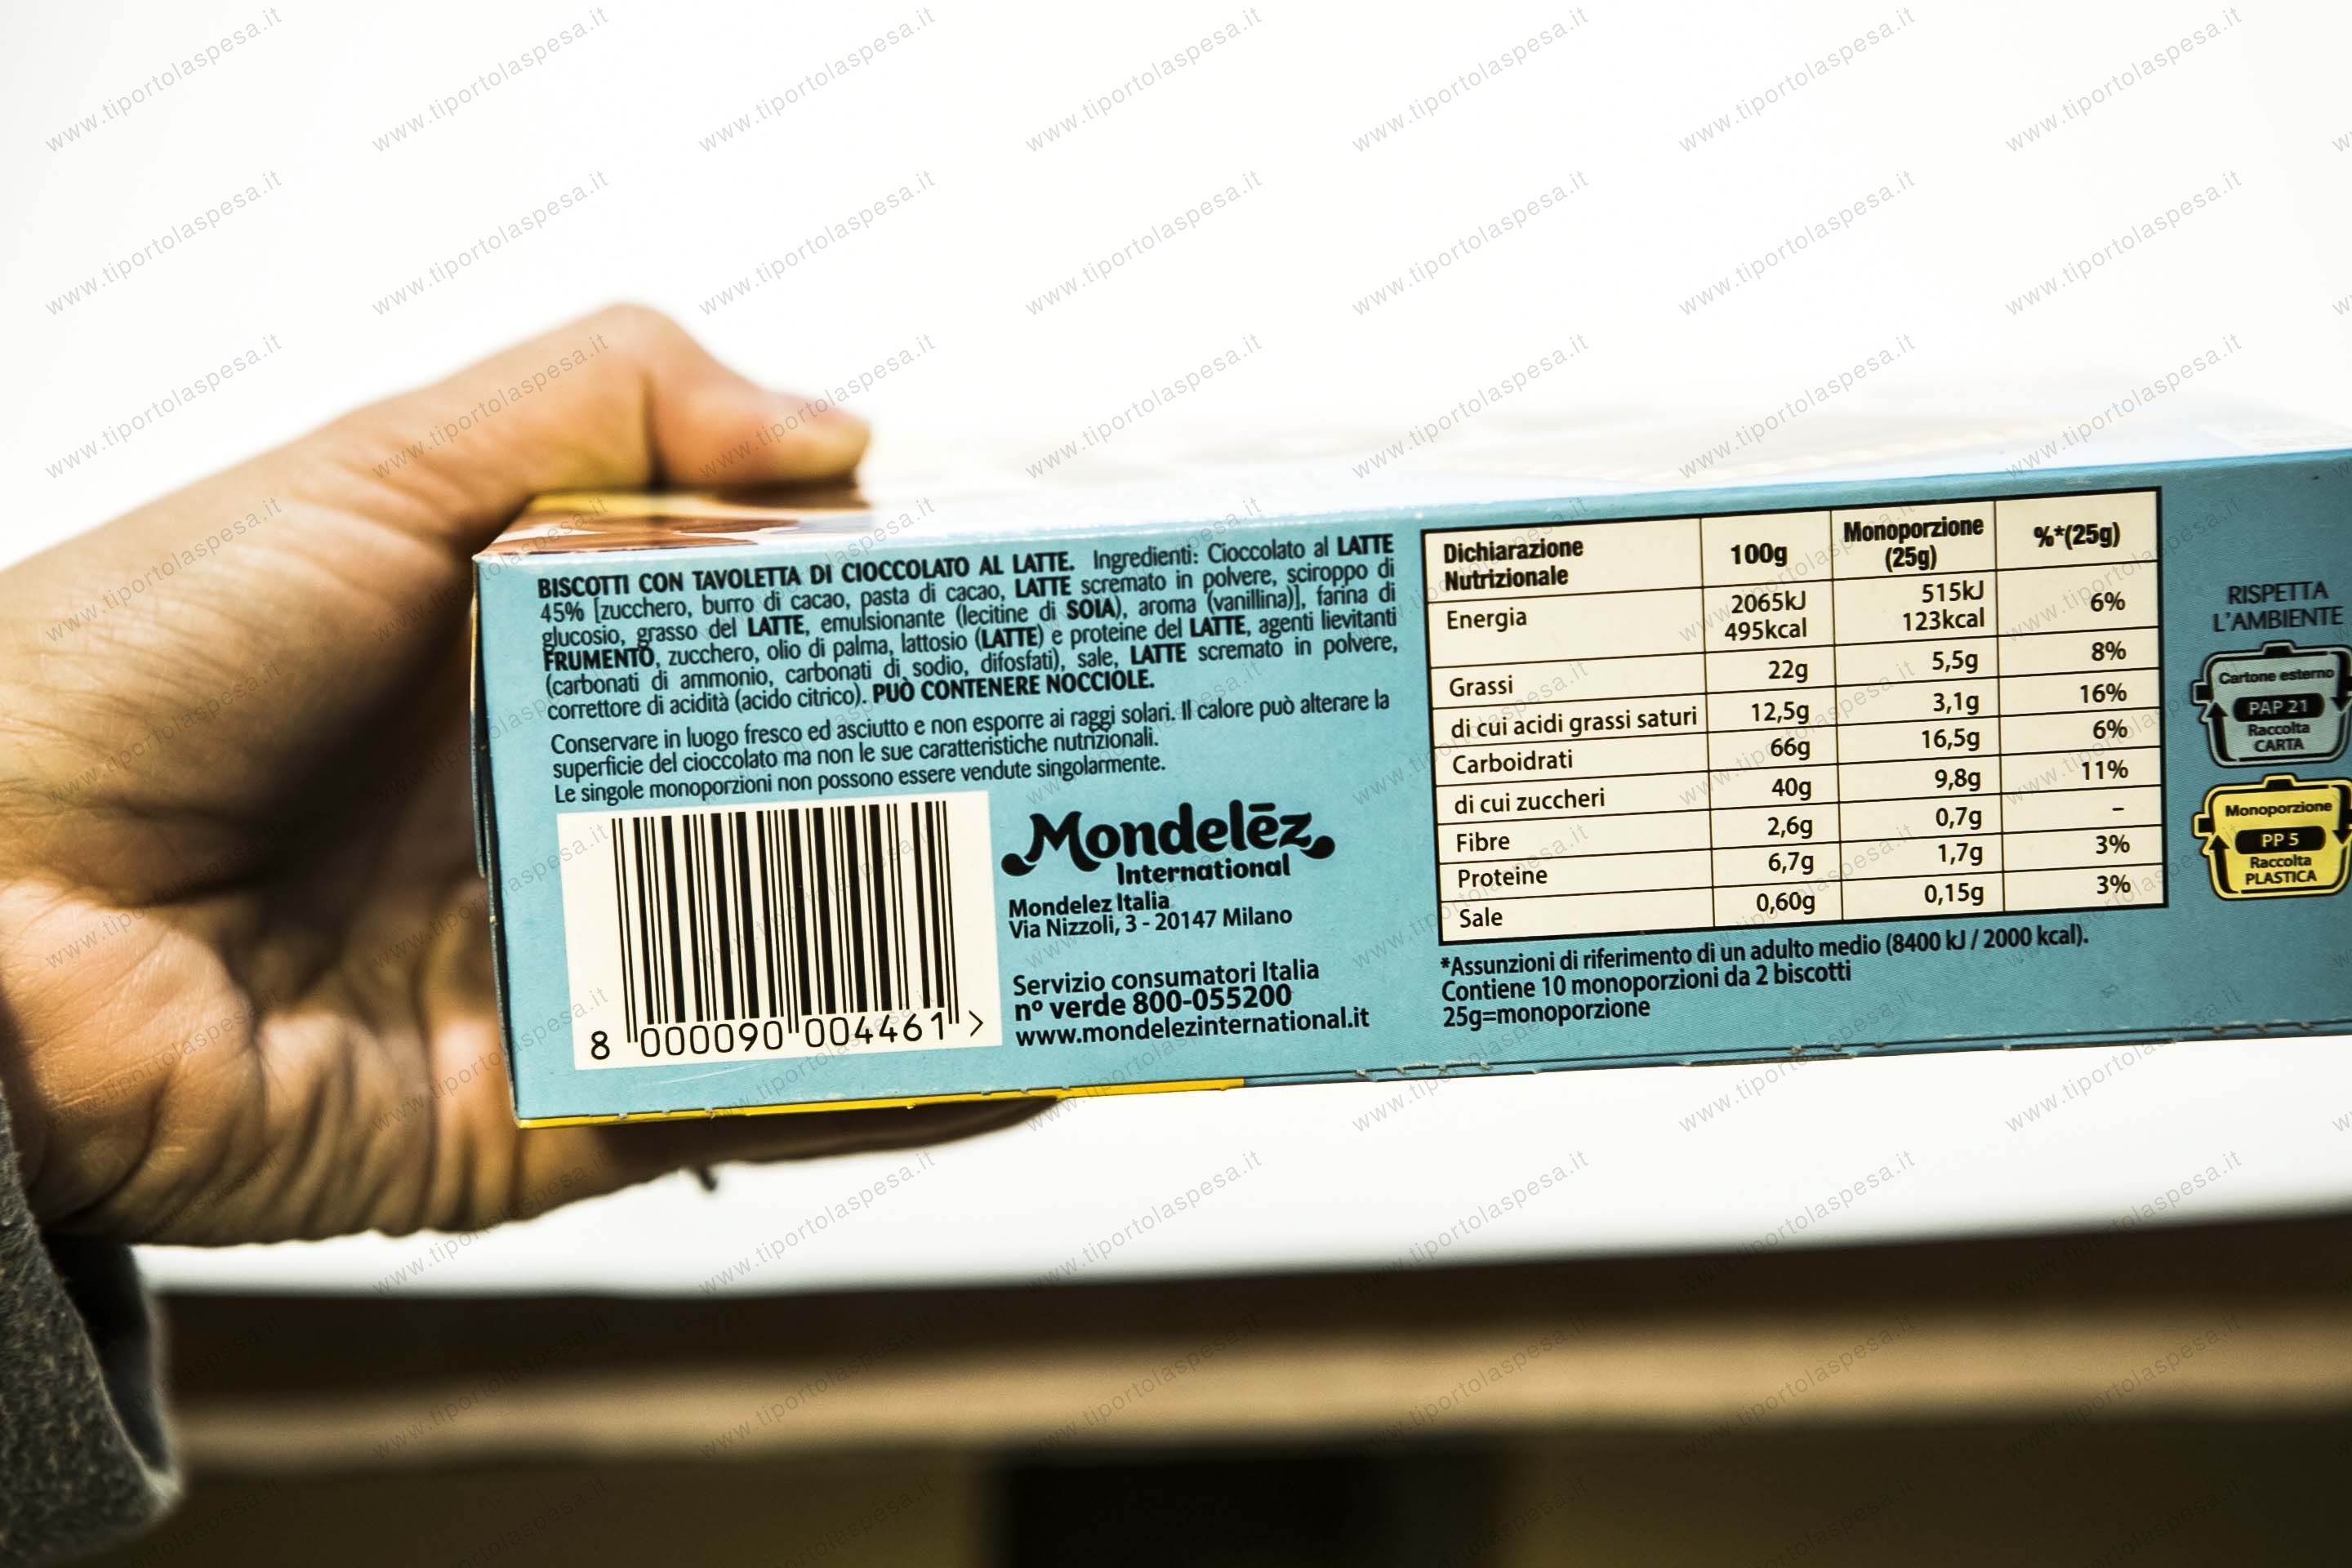 BISCOTTI CON TAVOLETTA DI CIOCCOLATO AL LATTE. Ingredienti: Cioccolato al LATTE
45% [zucchero, burro di cacao, pasta di cacao, LATTE scremato in polvere, sciroppo di
glucosio, grasso del LATTE, emulsionante (lecitine di SOIA), aroma (vanillina)], farina di
FRUMENTO, zucchero, olio di palma, lattosio (LATTE) e proteine del LATTE, agenti lievitanti
(carbonati di ammonio, carbonati di sodio, difosfati), sale, LATTE scremato in polvere,
correttore di acidità (acido citrico). PUÒ CONTENERE NOCCIOLE.
Conservare in luogo fresco ed asciutto e non esporre ai raggi solari. Il calore può alterare la
superficie del cioccolato ma non le sue caratteristiche nutrizionali.
Le singole monoporzioni non possono essere vendute singolarmente.
8 000090 004461 >
Mondelēz
International
Mondelez Italia
Via Nizzoli, 3 - 20147 Milano
Servizio consumatori Italia
n° verde 800-055200
www.mondelezinternational.it
Dichiarazione Nutrizionale 100g Monoporzione (25g) %*(25g)
Energia 2065kJ 495kcal 515kJ 123kcal 6%
Grassi 22g 5,5g 8%
di cui acidi grassi saturi 12,5g 3,1g 16%
Carboidrati 66g 16,5g 6%
di cui zuccheri 40g 9,8g 11%
Fibre 2,6g 0,7g –
Proteine 6,7g 1,7g 3%
Sale 0,60g 0,15g 3%
*Assunzioni di riferimento di un adulto medio (8400 kJ / 2000 kcal).
Contiene 10 monoporzioni da 2 biscotti
25g=monoporzione
RISPETTA
L'AMBIENTE
Cartone esterno
PAP 21
Raccolta
CARTA
Monoporzione
PP 5
Raccolta
PLASTICA
www.tiportolaspesa.it